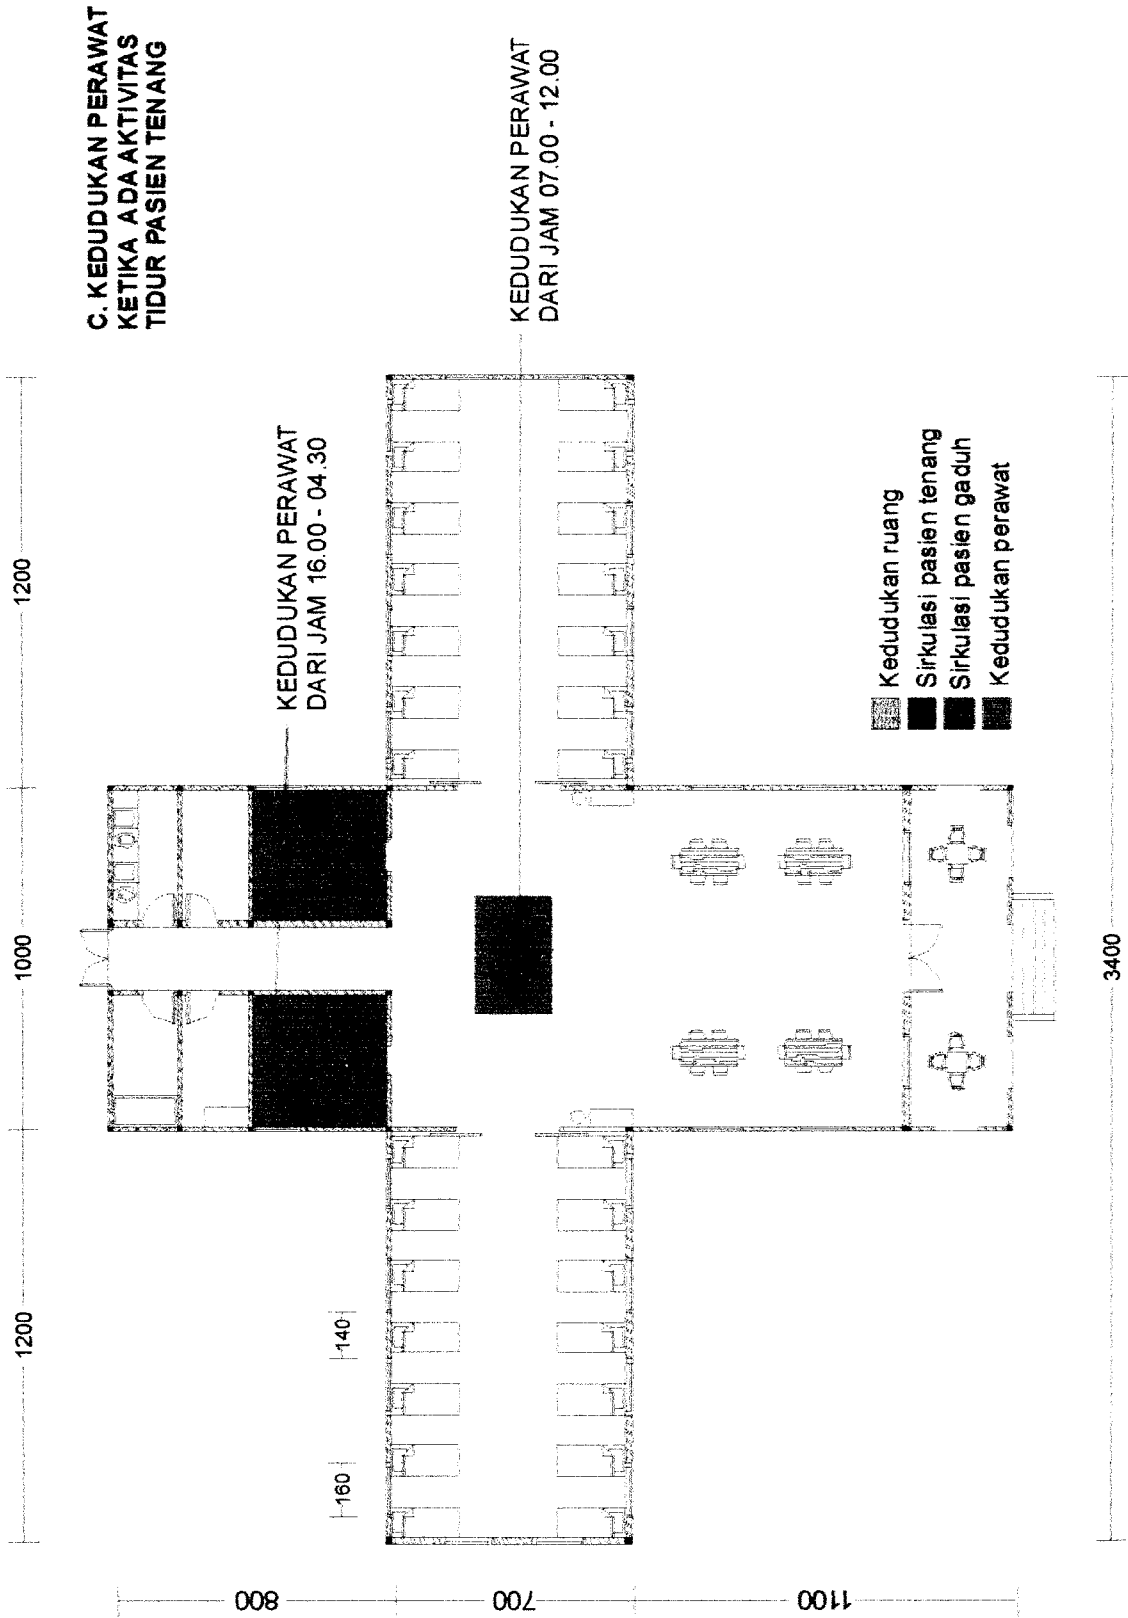 C. KEDUDUKAN PERAWAT
KETIKA ADA AKTIVITAS
TIDUR PASIEN TENANG
KEDUDUKAN PERAWAT
DARI JAM 07.00 - 12.00
KEDUDUKAN PERAWAT
DARI JAM 16.00 - 04.30
1200
1000
1200
140
160
800
700
1100
3400
Kedudukan ruang
Sirkulasi pasien tenang
Sirkulasi pasien gaduh
Kedudukan perawat